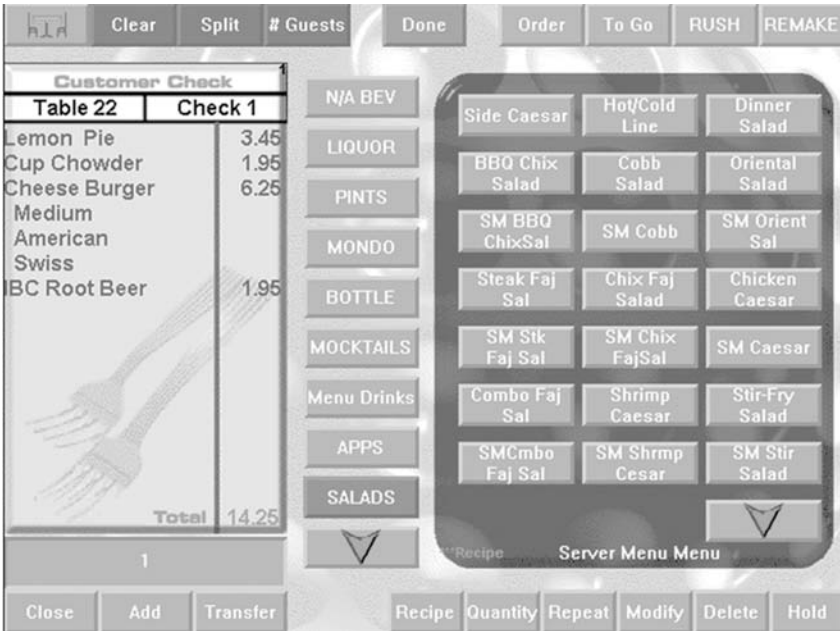 Clear Split # Guests Done Order To Go RUSH REMAKE
1
Customer Check
Table 22 Check 1
Lemon Pie 3.45
Cup Chowder 1.95
Cheese Burger 6.25
Medium
American
Swiss
IBC Root Beer 1.95
Total 14.25
1
N/A BEV
LIQUOR
PINTS
MONDO
BOTTLE
MOCKTAILS
Menu Drinks
APPS
SALADS
Side Caesar
Hot/Cold
Line
Dinner
Salad
BBQ Chix
Salad
Cobb
Salad
Oriental
Salad
SM BBQ
ChixSal
SM Cobb
SM Orient
Sal
Steak Faj
Sal
Chix Faj
Salad
Chicken
Caesar
SM Stk
Faj Sal
SM Chix
FajSal
SM Caesar
Combo Faj
Sal
Shrimp
Caesar
Stir-Fry
Salad
SMCmbo
Faj Sal
SM Shrmp
Cesar
SM Stir
Salad
"Recipe Server Menu Menu
Close Add Transfer Recipe Quantity Repeat Modify Delete Hold